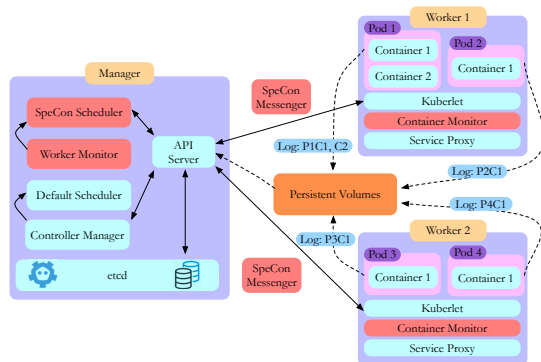 Manager
SpeCon Scheduler
Worker Monitor
Default Scheduler
Controller Manager
API
Server
etcd
SpeCon
Messenger
SpeCon
Messenger
Log: P1C1, C2
Log: P2C1
Persistent Volumes
Log: P4C1
Log: P3C1
Worker 1
Pod 1
Container 1
Container 2
Pod 2
Container 1
Kuberlet
Container Monitor
Service Proxy
Worker 2
Pod 3
Container 1
Pod 4
Container 1
Kuberlet
Container Monitor
Service Proxy